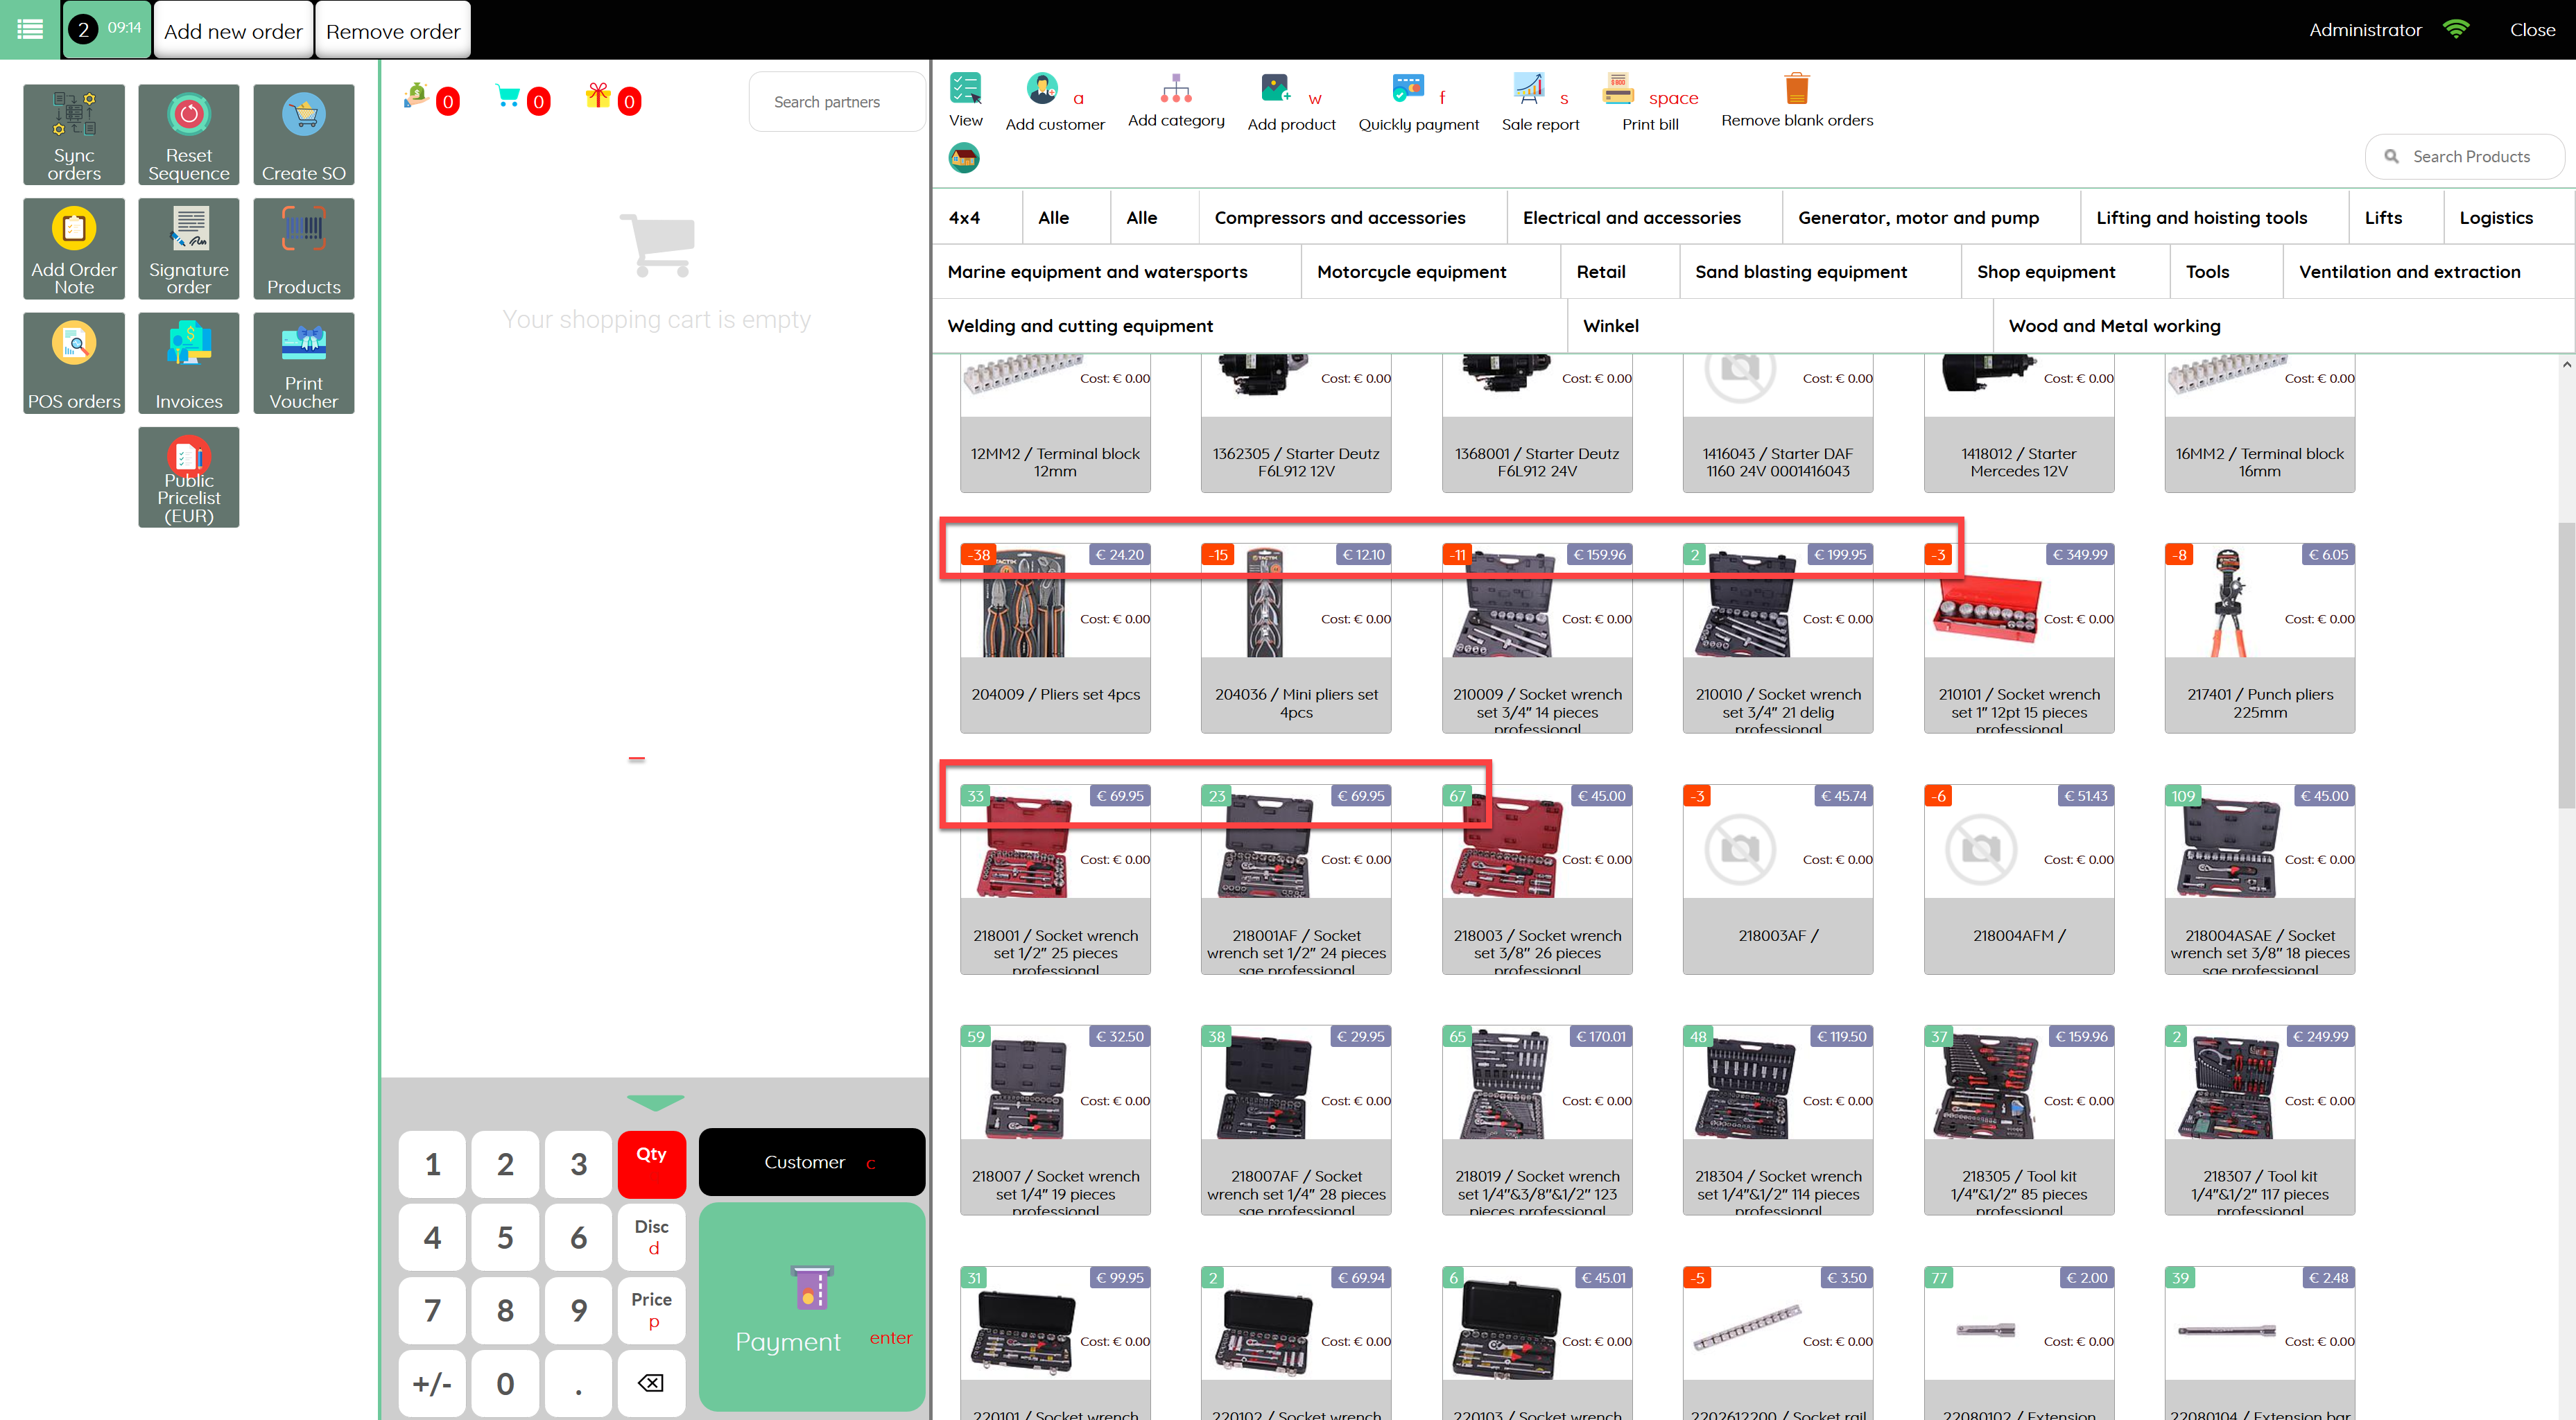 2 09:14 Add new order Remove order Administrator Close
Sync orders
Reset Sequence
Create SO
Add Order Note
Signature order
Products
POS orders
Invoices
Print Voucher
Public Pricelist (EUR)
0 0 0 Search partners
Your shopping cart is empty
1 2 3 Qty Customer c
4 5 6 Disc d
7 8 9 Price p
+/- 0 .
Payment enter
View
Add customer a
Add category
Add product w
Quickly payment f
Sale report s
Print bill space
Remove blank orders
Search Products
4x4 Alle Alle Compressors and accessories Electrical and accessories Generator, motor and pump Lifting and hoisting tools Lifts Logistics
Marine equipment and watersports Motorcycle equipment Retail Sand blasting equipment Shop equipment Tools Ventilation and extraction
Welding and cutting equipment Winkel Wood and Metal working
Cost: € 0.00 Cost: € 0.00 Cost: € 0.00 Cost: € 0.00 Cost: € 0.00 Cost: € 0.00
12MM2 / Terminal block 12mm
1362305 / Starter Deutz F6L912 12V
1368001 / Starter Deutz F6L912 24V
1416043 / Starter DAF 1160 24V 0001416043
1418012 / Starter Mercedes 12V
16MM2 / Terminal block 16mm
-38 € 24.20 -15 € 12.10 -11 € 159.96 2 € 199.95 -3 € 349.99 -8 € 6.05
Cost: € 0.00 Cost: € 0.00 Cost: € 0.00 Cost: € 0.00 Cost: € 0.00 Cost: € 0.00
204009 / Pliers set 4pcs
204036 / Mini pliers set 4pcs
210009 / Socket wrench set 3/4" 14 pieces professional
210010 / Socket wrench set 3/4" 21 delig professional
210101 / Socket wrench set 1" 12pt 15 pieces professional
217401 / Punch pliers 225mm
33 € 69.95 23 € 69.95 67 € 45.00 -3 € 45.74 -6 € 51.43 109 € 45.00
Cost: € 0.00 Cost: € 0.00 Cost: € 0.00 Cost: € 0.00 Cost: € 0.00 Cost: € 0.00
218001 / Socket wrench set 1/2" 25 pieces professional
218001AF / Socket wrench set 1/2" 24 pieces sae professional
218003 / Socket wrench set 3/8" 26 pieces professional
218003AF /
218004AFM /
218004ASAE / Socket wrench set 3/8" 18 pieces sae professional
59 € 32.50 38 € 29.95 65 € 170.01 48 € 119.50 37 € 159.96 2 € 249.99
Cost: € 0.00 Cost: € 0.00 Cost: € 0.00 Cost: € 0.00 Cost: € 0.00 Cost: € 0.00
218007 / Socket wrench set 1/4" 19 pieces professional
218007AF / Socket wrench set 1/4" 28 pieces sae professional
218019 / Socket wrench set 1/4"&3/8"&1/2" 123 pieces professional
218304 / Socket wrench set 1/4"&1/2" 114 pieces professional
218305 / Tool kit 1/4"&1/2" 85 pieces professional
218307 / Tool kit 1/4"&1/2" 117 pieces professional
31 € 99.95 2 € 69.94 6 € 45.01 -5 € 3.50 77 € 2.00 39 € 2.48
Cost: € 0.00 Cost: € 0.00 Cost: € 0.00 Cost: € 0.00 Cost: € 0.00 Cost: € 0.00
220101 / Socket wrench
220102 / Socket wrench
220103 / Socket wrench
2202612200 / Socket rail
22080102 / Extension
22080104 / Extension bar